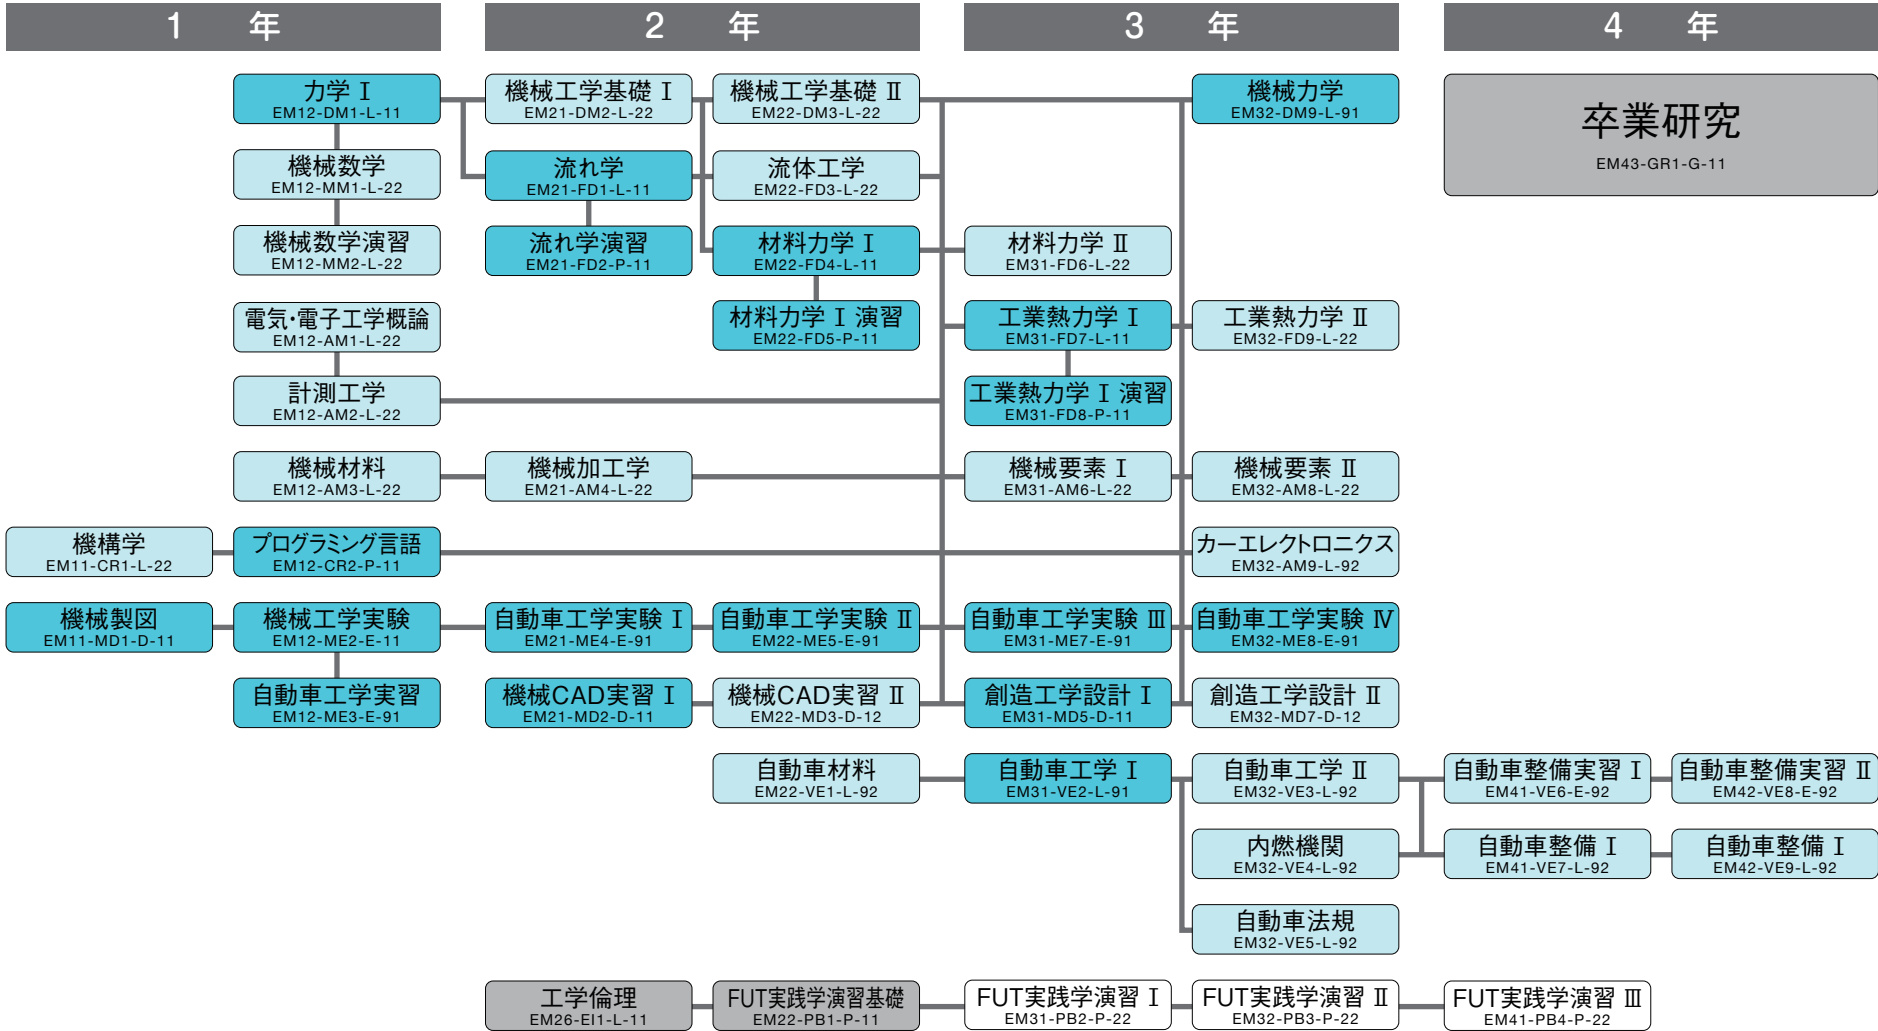 1 年
2 年
3 年
4 年
力学 Ⅰ
EM12-DM1-L-11
機械工学基礎 Ⅰ
EM21-DM2-L-22
機械工学基礎 Ⅱ
EM22-DM3-L-22
機械力学
EM32-DM9-L-91
卒業研究
EM43-GR1-G-11
機械数学
EM12-MM1-L-22
流れ学
EM21-FD1-L-11
流体工学
EM22-FD3-L-22
機械数学演習
EM12-MM2-L-22
流れ学演習
EM21-FD2-P-11
材料力学 Ⅰ
EM22-FD4-L-11
材料力学 Ⅱ
EM31-FD6-L-22
電気・電子工学概論
EM12-AM1-L-22
材料力学 Ⅰ 演習
EM22-FD5-P-11
工業熱力学 Ⅰ
EM31-FD7-L-11
工業熱力学 Ⅱ
EM32-FD9-L-22
計測工学
EM12-AM2-L-22
工業熱力学 Ⅰ 演習
EM31-FD8-P-11
機械材料
EM12-AM3-L-22
機械加工学
EM21-AM4-L-22
機械要素 Ⅰ
EM31-AM6-L-22
機械要素 Ⅱ
EM32-AM8-L-22
機構学
EM11-CR1-L-22
プログラミング言語
EM12-CR2-P-11
カーエレクトロニクス
EM32-AM9-L-92
機械製図
EM11-MD1-D-11
機械工学実験
EM12-ME2-E-11
自動車工学実験 Ⅰ
EM21-ME4-E-91
自動車工学実験 Ⅱ
EM22-ME5-E-91
自動車工学実験 Ⅲ
EM31-ME7-E-91
自動車工学実験 Ⅳ
EM32-ME8-E-91
自動車工学実習
EM12-ME3-E-91
機械CAD実習 Ⅰ
EM21-MD2-D-11
機械CAD実習 Ⅱ
EM22-MD3-D-12
創造工学設計 Ⅰ
EM31-MD5-D-11
創造工学設計 Ⅱ
EM32-MD7-D-12
自動車材料
EM22-VE1-L-92
自動車工学 Ⅰ
EM31-VE2-L-91
自動車工学 Ⅱ
EM32-VE3-L-92
自動車整備実習 Ⅰ
EM41-VE6-E-92
自動車整備実習 Ⅱ
EM42-VE8-E-92
内燃機関
EM32-VE4-L-92
自動車整備 Ⅰ
EM41-VE7-L-92
自動車整備 Ⅰ
EM42-VE9-L-92
自動車法規
EM32-VE5-L-92
工学倫理
EM26-EI1-L-11
FUT実践学演習基礎
EM22-PB1-P-11
FUT実践学演習 Ⅰ
EM31-PB2-P-22
FUT実践学演習 Ⅱ
EM32-PB3-P-22
FUT実践学演習 Ⅲ
EM41-PB4-P-22